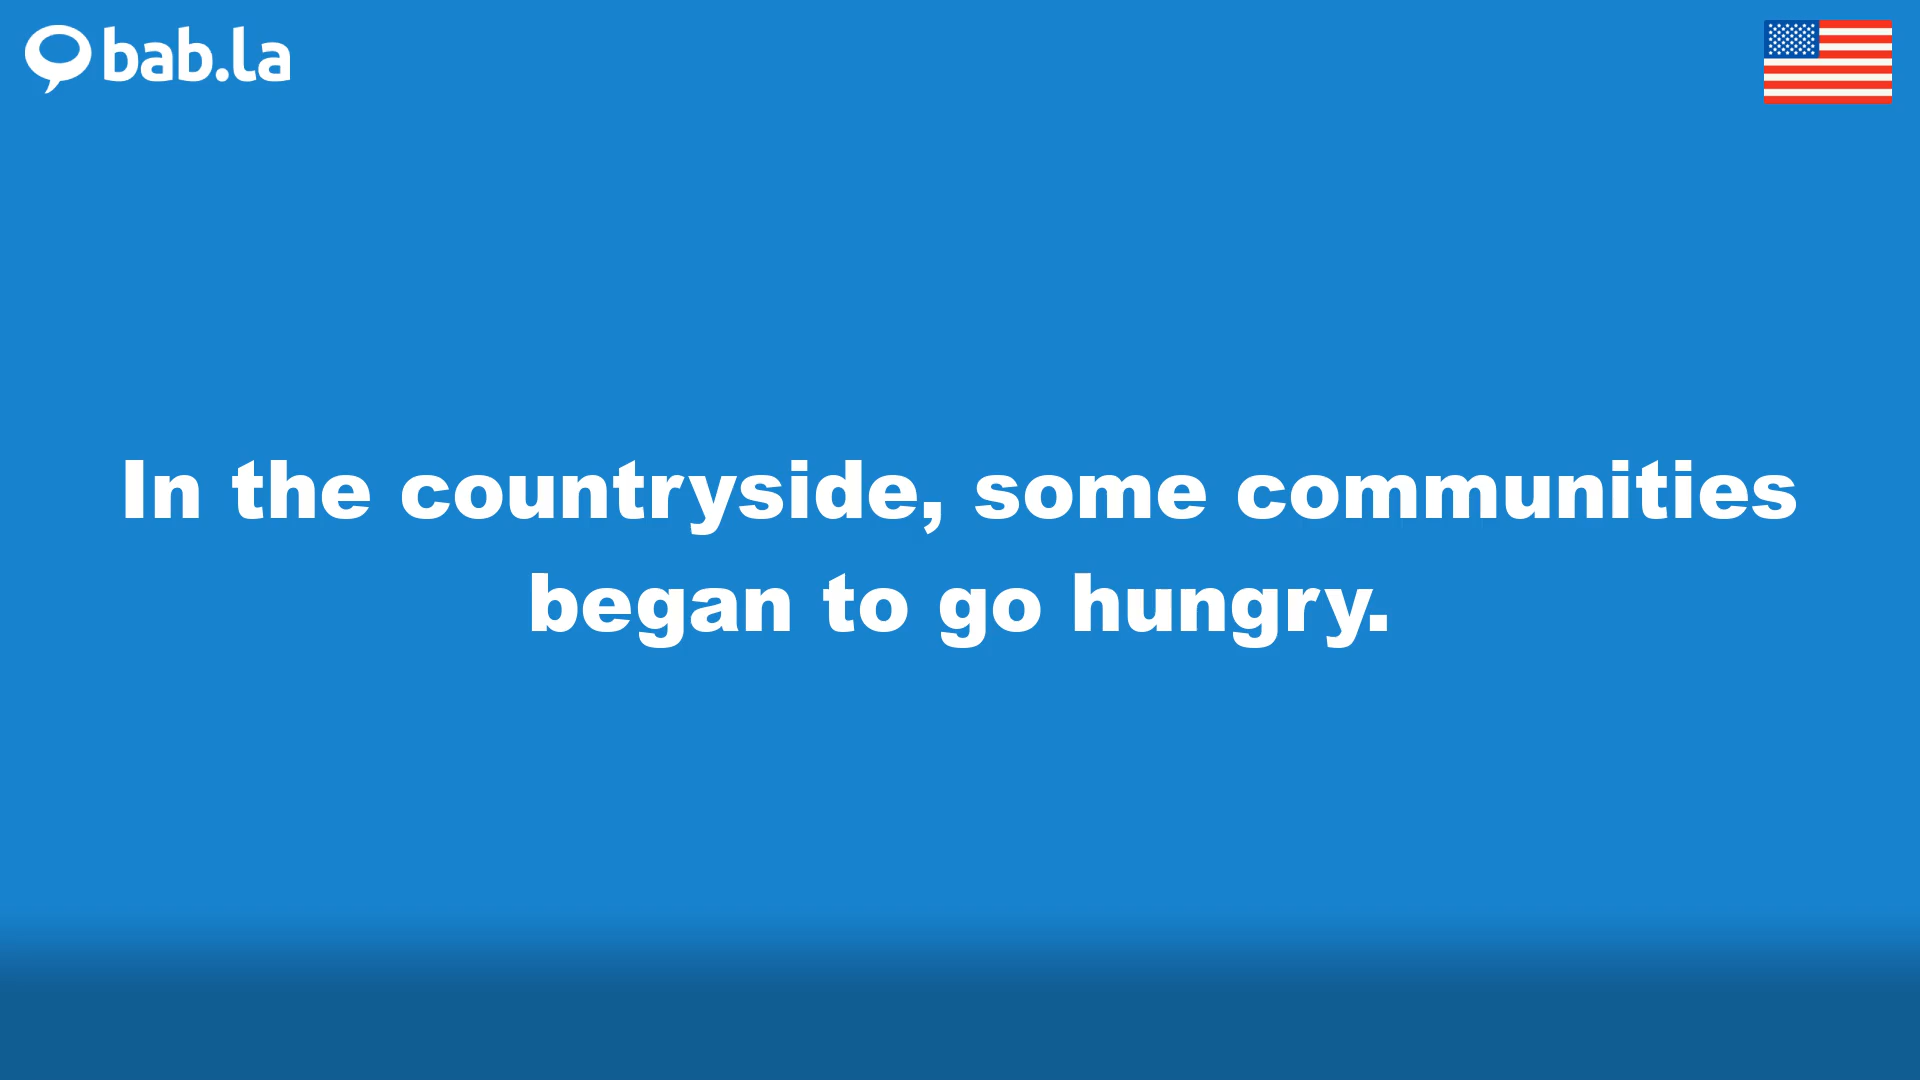 bab.la
In the countryside, some communities
began to go hungry.